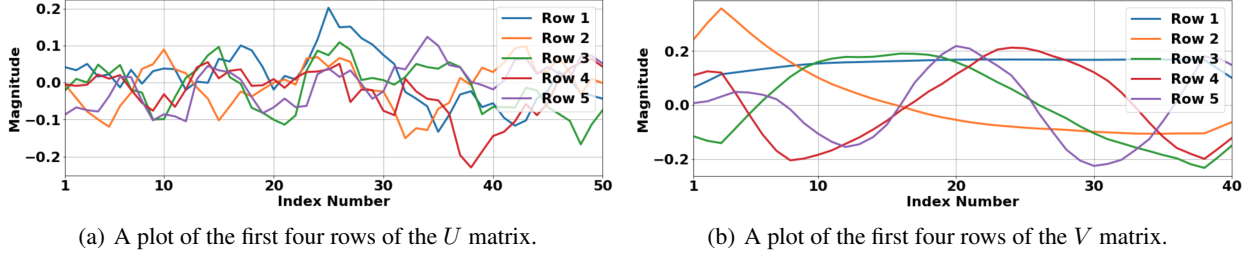 0.2
0.1
0.0
−0.1
−0.2
Magnitude
1
10
20
30
40
50
Index Number
Row 1
Row 2
Row 3
Row 4
Row 5
(a) A plot of the first four rows of the U matrix.
0.2
0.0
−0.2
Magnitude
1
10
20
30
40
Index Number
Row 1
Row 2
Row 3
Row 4
Row 5
(b) A plot of the first four rows of the V matrix.